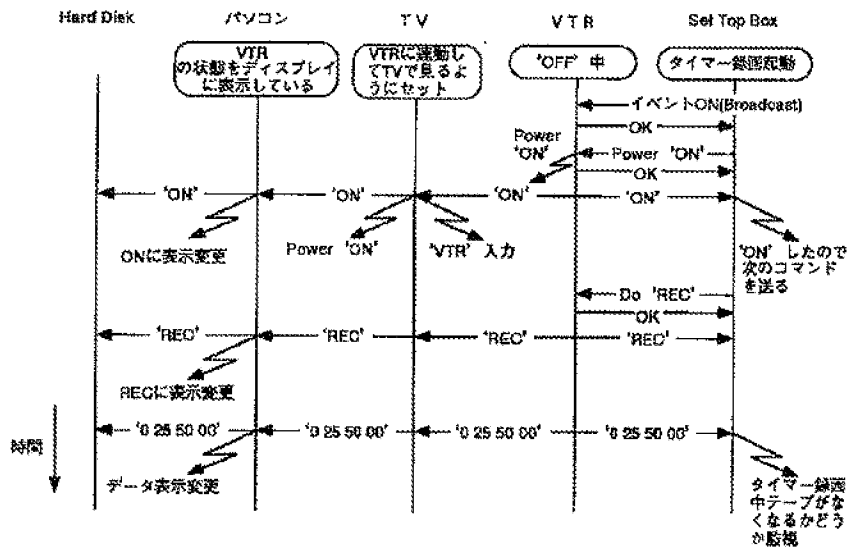 Hard Disk パソコン TV VTR Set Top Box
VTR
の状態をディスプレイ
に表示している
VTRに連動し
てTVで見るよ
うにセット
'OFF' 中
タイマー録画起動
イベントON(Broadcast)
OK
Power
'ON'
Power 'ON'
OK
'ON' 'ON' 'ON' 'ON'
ONに表示変更
Power 'ON'
'VTR' 入力
'ON' したので
次のコマンド
を送る
Do 'REC'
OK
'REC' 'REC' 'REC' 'REC'
RECに表示変更
時間
'0 25 50 00' '0 25 50 00' '0 25 50 00' '0 25 50 00'
データ表示変更
タイマー録画
中テープがな
くなるかどう
か監視